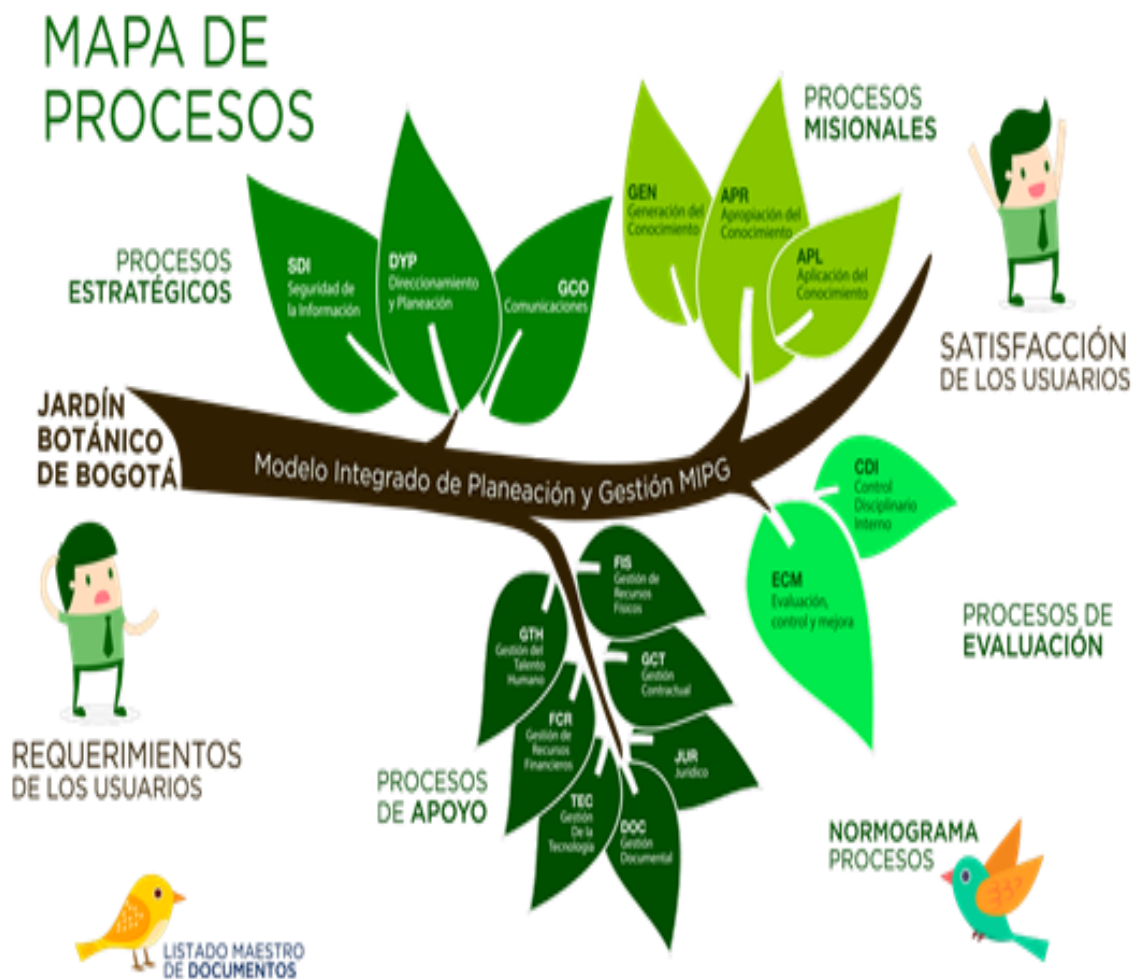 MAPA DE
PROCESOS
PROCESOS
ESTRATÉGICOS
SDI
Seguridad de
la Información
DYP
Direccionamiento
y Planeación
GCO
Comunicaciones
PROCESOS
MISIONALES
GEN
Generación del
Conocimiento
APR
Apropiación del
Conocimiento
APL
Aplicación del
Conocimiento
SATISFACCIÓN
DE LOS USUARIOS
JARDÍN
BOTÁNICO
DE BOGOTÁ
Modelo Integrado de Planeación y Gestión MIPG
CDI
Control
Disciplinario
Interno
ECM
Evaluación,
control y mejora
PROCESOS DE
EVALUACIÓN
FIS
Gestión de
Recursos
Físicos
GTH
Gestión del
Talento
Humano
GCT
Gestión
Contractual
FCR
Gestión de
Recursos
Financieros
JUR
Jurídico
TEC
Gestión
De la
Tecnología
DOC
Gestión
Documental
PROCESOS
DE APOYO
REQUERIMIENTOS
DE LOS USUARIOS
NORMOGRAMA
PROCESOS
LISTADO MAESTRO
DE DOCUMENTOS